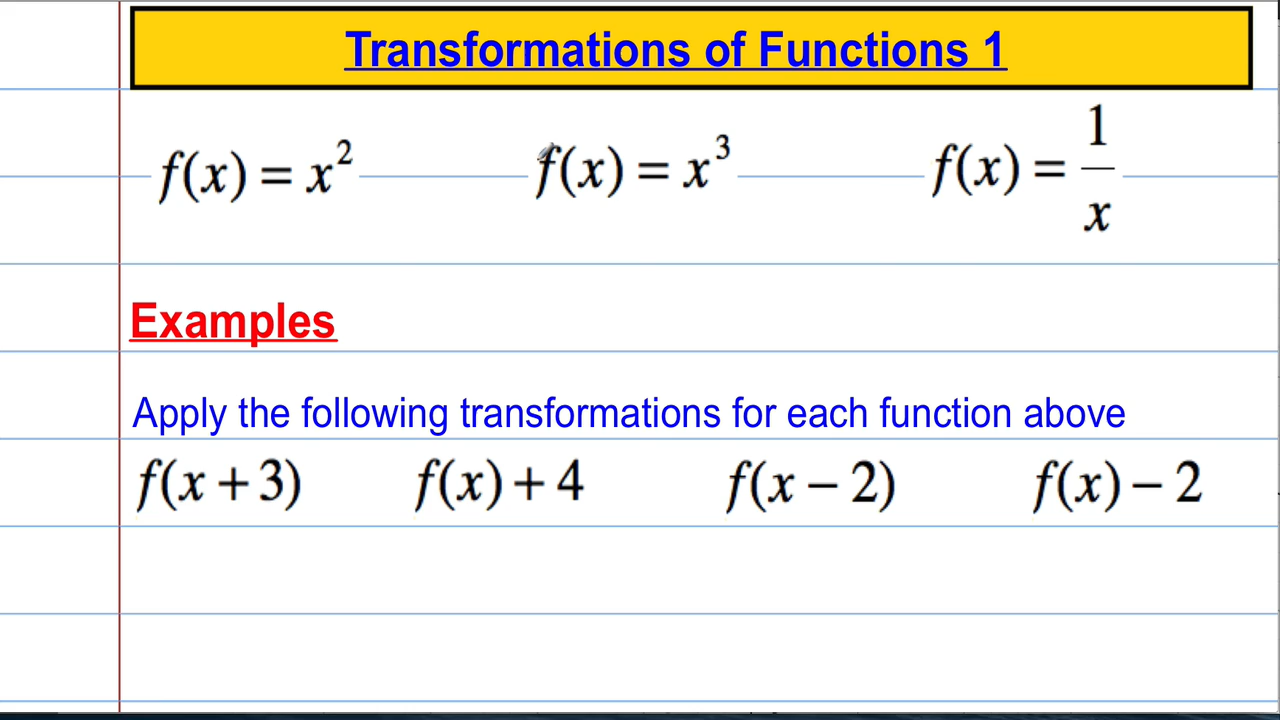 Transformations of Functions 1
f(x) = x² f(x) = x³ f(x) = 1/x
Examples
Apply the following transformations for each function above
f(x + 3) f(x) + 4 f(x − 2) f(x) − 2